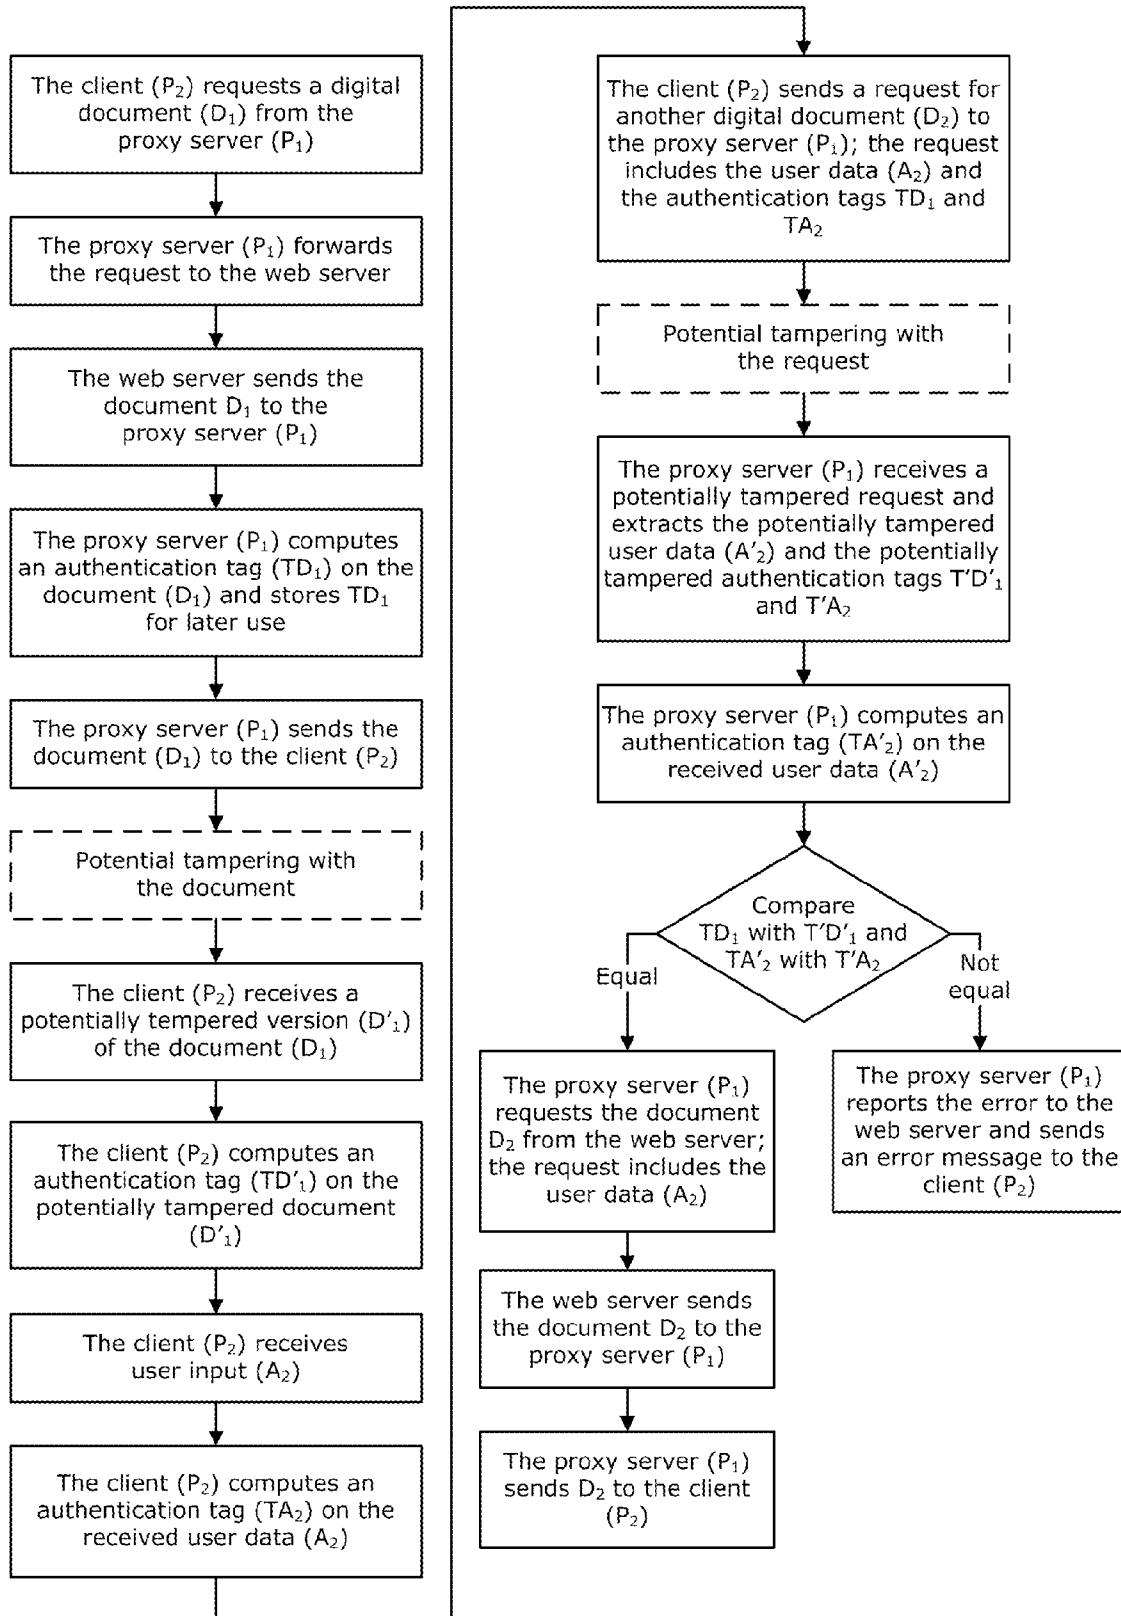 The client (P₂) requests a digital
document (D₁) from the
proxy server (P₁)
The proxy server (P₁) forwards
the request to the web server
The web server sends the
document D₁ to the
proxy server (P₁)
The proxy server (P₁) computes
an authentication tag (TD₁) on the
document (D₁) and stores TD₁
for later use
The proxy server (P₁) sends the
document (D₁) to the client (P₂)
Potential tampering with
the document
The client (P₂) receives a
potentially tempered version (D'₁)
of the document (D₁)
The client (P₂) computes an
authentication tag (TD'₁) on the
potentially tampered document
(D'₁)
The client (P₂) receives
user input (A₂)
The client (P₂) computes an
authentication tag (TA₂) on the
received user data (A₂)
The client (P₂) sends a request for
another digital document (D₂) to
the proxy server (P₁); the request
includes the user data (A₂) and
the authentication tags TD₁ and
TA₂
Potential tampering with
the request
The proxy server (P₁) receives a
potentially tampered request and
extracts the potentially tampered
user data (A'₂) and the potentially
tampered authentication tags T'D'₁
and T'A₂
The proxy server (P₁) computes an
authentication tag (TA'₂) on the
received user data (A'₂)
Compare
TD₁ with T'D'₁ and
TA'₂ with T'A₂
Equal
Not
equal
The proxy server (P₁)
requests the document
D₂ from the web server;
the request includes the
user data (A₂)
The proxy server (P₁)
reports the error to the
web server and sends
an error message to the
client (P₂)
The web server sends
the document D₂ to the
proxy server (P₁)
The proxy server (P₁)
sends D₂ to the client
(P₂)